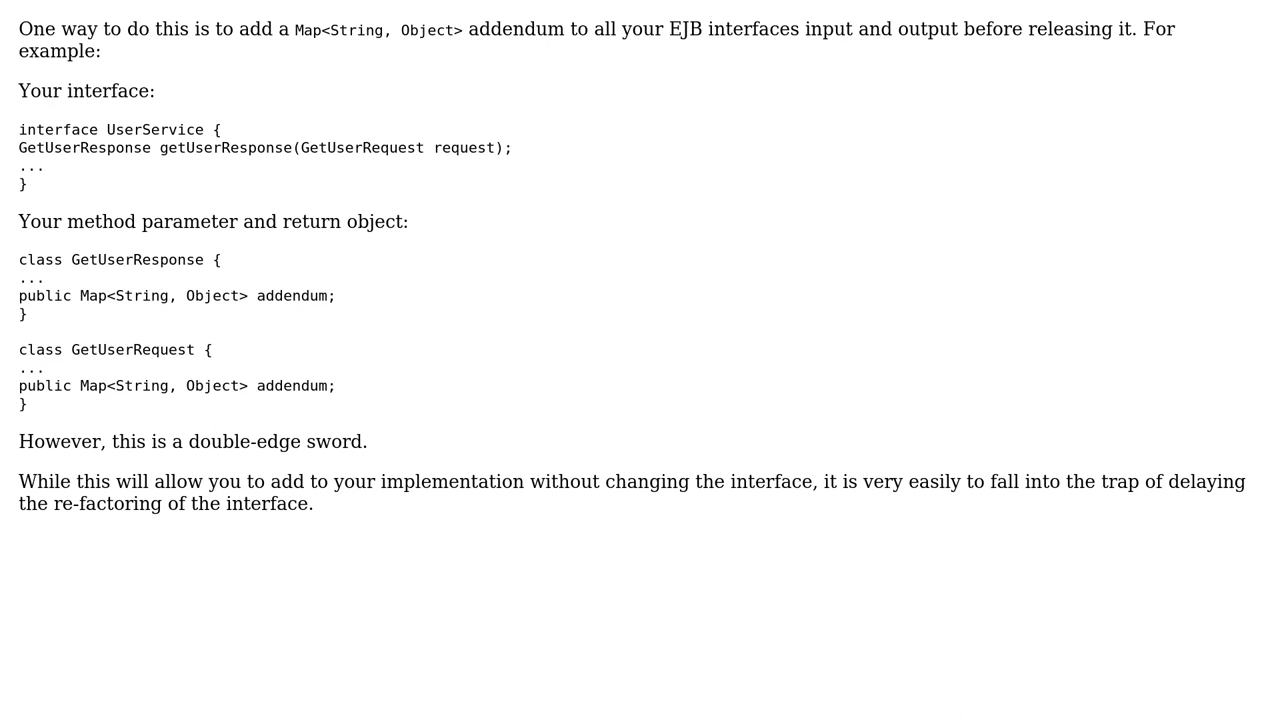 One way to do this is to add a Map<String, Object> addendum to all your EJB interfaces input and output before releasing it. For
example:
Your interface:
interface UserService {
GetUserResponse getUserResponse(GetUserRequest request);
...
}
Your method parameter and return object:
class GetUserResponse {
...
public Map<String, Object> addendum;
}
class GetUserRequest {
...
public Map<String, Object> addendum;
}
However, this is a double-edge sword.
While this will allow you to add to your implementation without changing the interface, it is very easily to fall into the trap of delaying
the re-factoring of the interface.